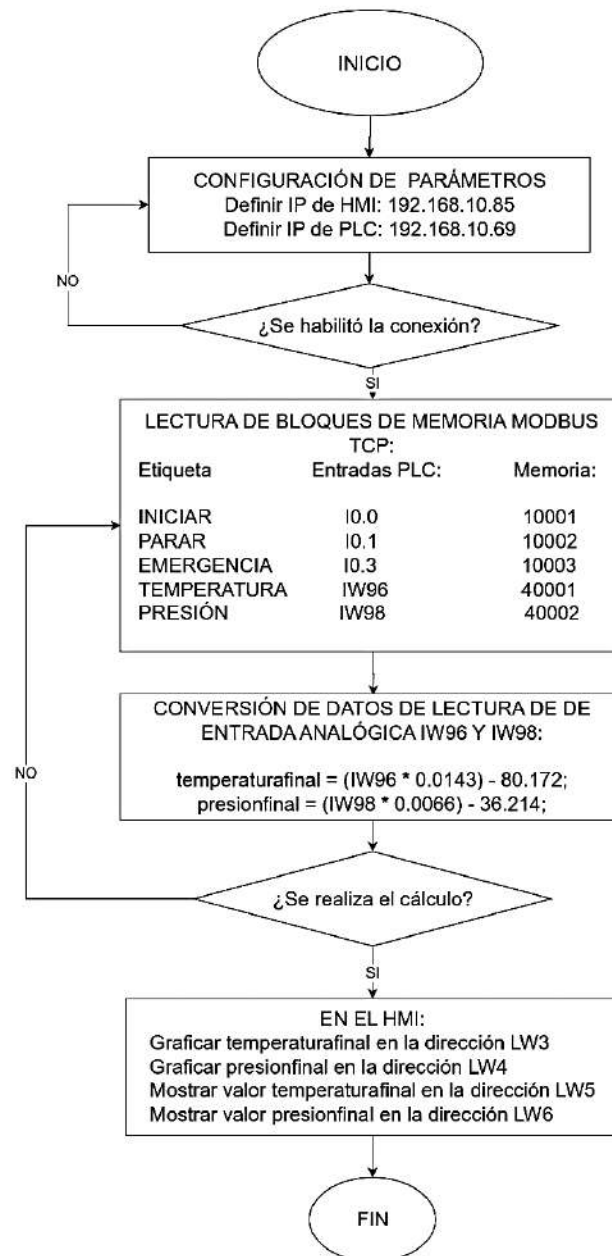 INICIO
CONFIGURACIÓN DE PARÁMETROS
Definir IP de HMI: 192.168.10.85
Definir IP de PLC: 192.168.10.69
NO
¿Se habilitó la conexión?
SI
LECTURA DE BLOQUES DE MEMORIA MODBUS
TCP:
Etiqueta Entradas PLC: Memoria:
INICIAR I0.0 10001
PARAR I0.1 10002
EMERGENCIA I0.3 10003
TEMPERATURA IW96 40001
PRESIÓN IW98 40002
CONVERSIÓN DE DATOS DE LECTURA DE DE
ENTRADA ANALÓGICA IW96 Y IW98:
NO
temperaturafinal = (IW96 * 0.0143) - 80.172;
presionfinal = (IW98 * 0.0066) - 36.214;
¿Se realiza el cálculo?
SI
EN EL HMI:
Graficar temperaturafinal en la dirección LW3
Graficar presionfinal en la dirección LW4
Mostrar valor temperaturafinal en la dirección LW5
Mostrar valor presionfinal en la dirección LW6
FIN